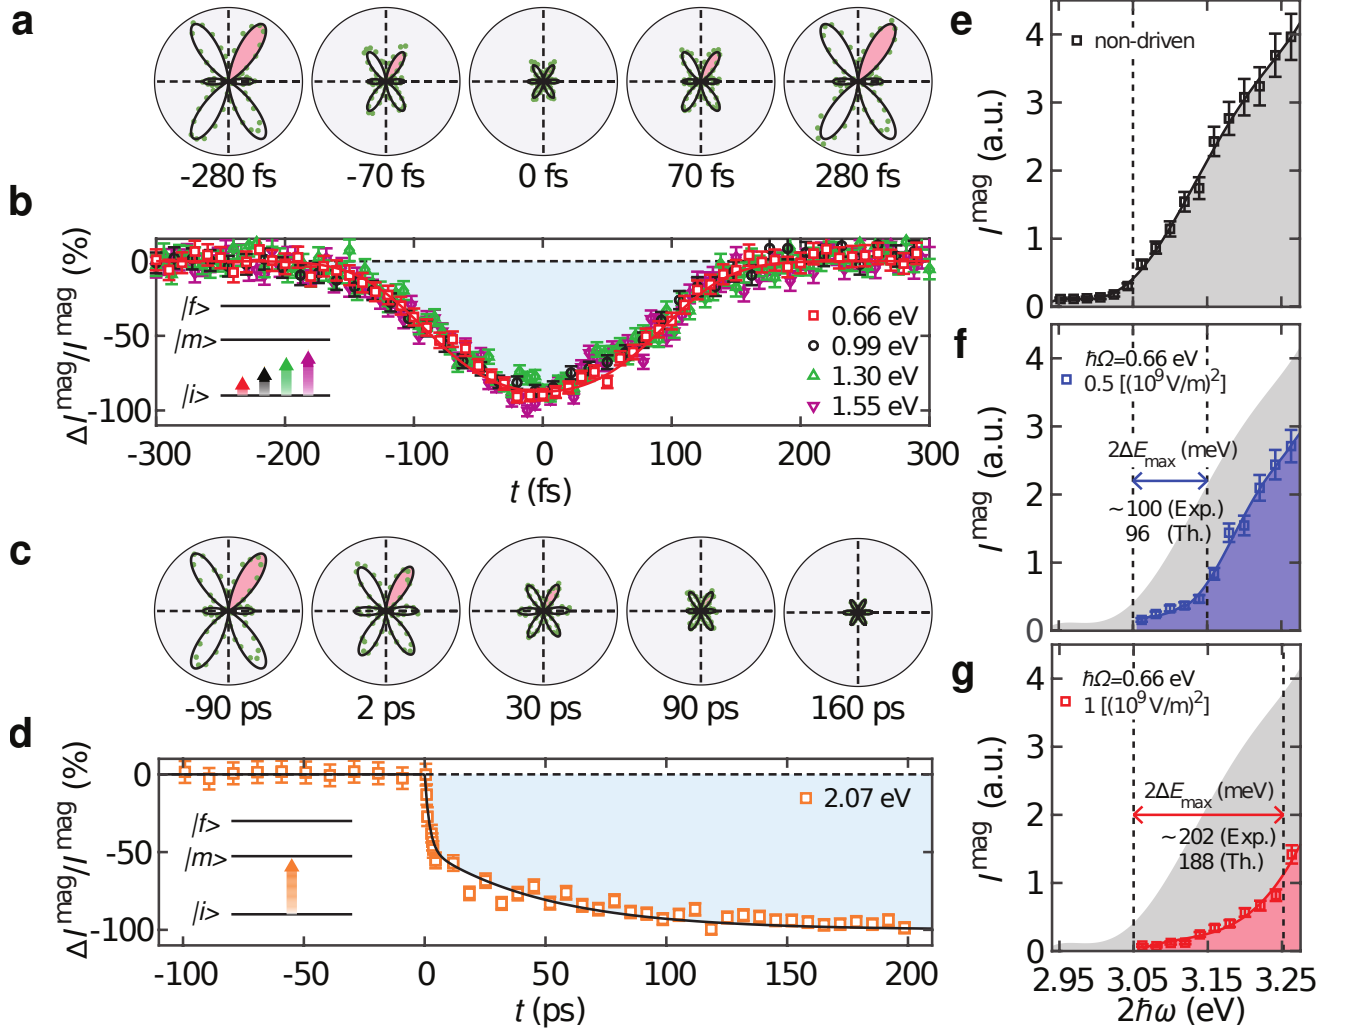 a
-280 fs
-70 fs
0 fs
70 fs
280 fs
b
ΔI^mag/I^mag (%)
0
-50
-100
|f>
|m>
|i>
0.66 eV
0.99 eV
1.30 eV
1.55 eV
-300
-200
-100
0
100
200
300
t (fs)
c
-90 ps
2 ps
30 ps
90 ps
160 ps
d
ΔI^mag/I^mag (%)
0
-50
-100
|f>
|m>
|i>
2.07 eV
-100
-50
0
50
100
150
200
t (ps)
e
I^mag (a.u.)
4
3
2
1
0
non-driven
f
I^mag (a.u.)
4
3
2
1
0
ħΩ=0.66 eV
0.5 [(10⁹V/m)²]
2ΔE_max (meV)
~100 (Exp.)
96 (Th.)
g
I^mag (a.u.)
4
3
2
1
0
ħΩ=0.66 eV
1 [(10⁹V/m)²]
2ΔE_max (meV)
~202 (Exp.)
188 (Th.)
2.95
3.05
3.15
3.25
2ħω (eV)